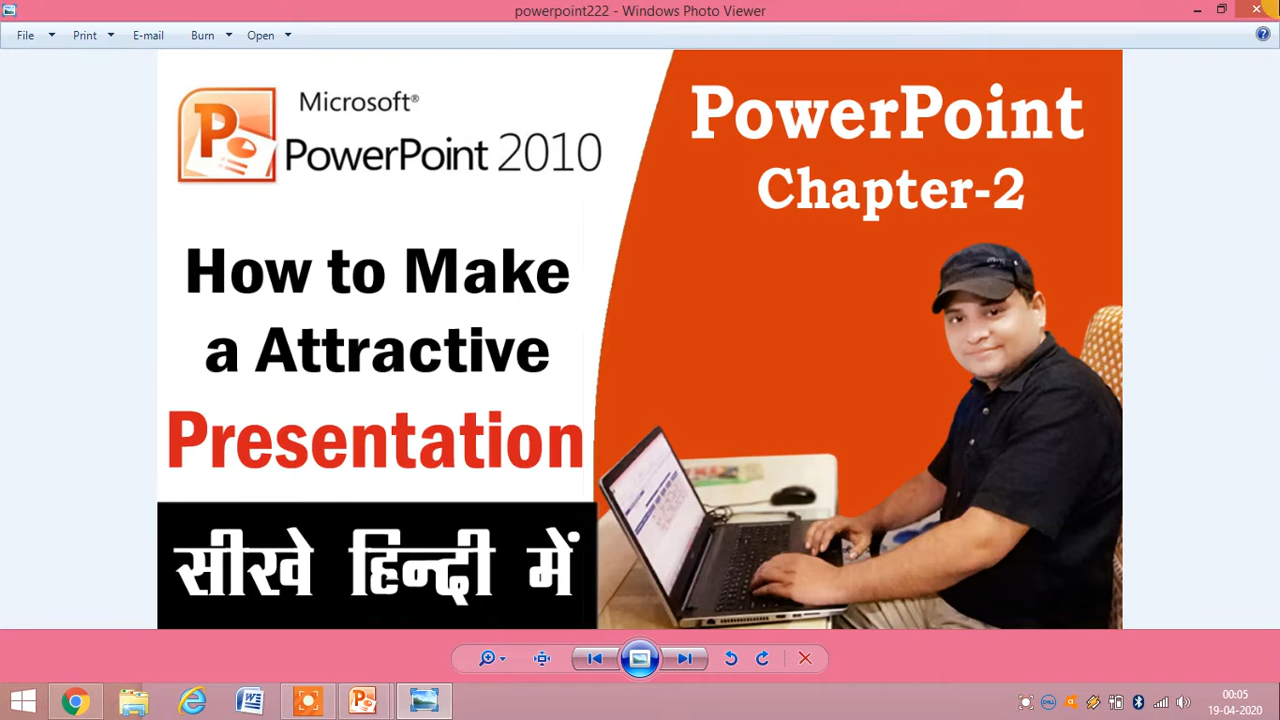 powerpoint222 - Windows Photo Viewer
File Print E-mail Burn Open
Microsoft®
PowerPoint 2010
PowerPoint
Chapter-2
How to Make
a Attractive
Presentation
सीखे हिन्दी में
00:05
19-04-2020